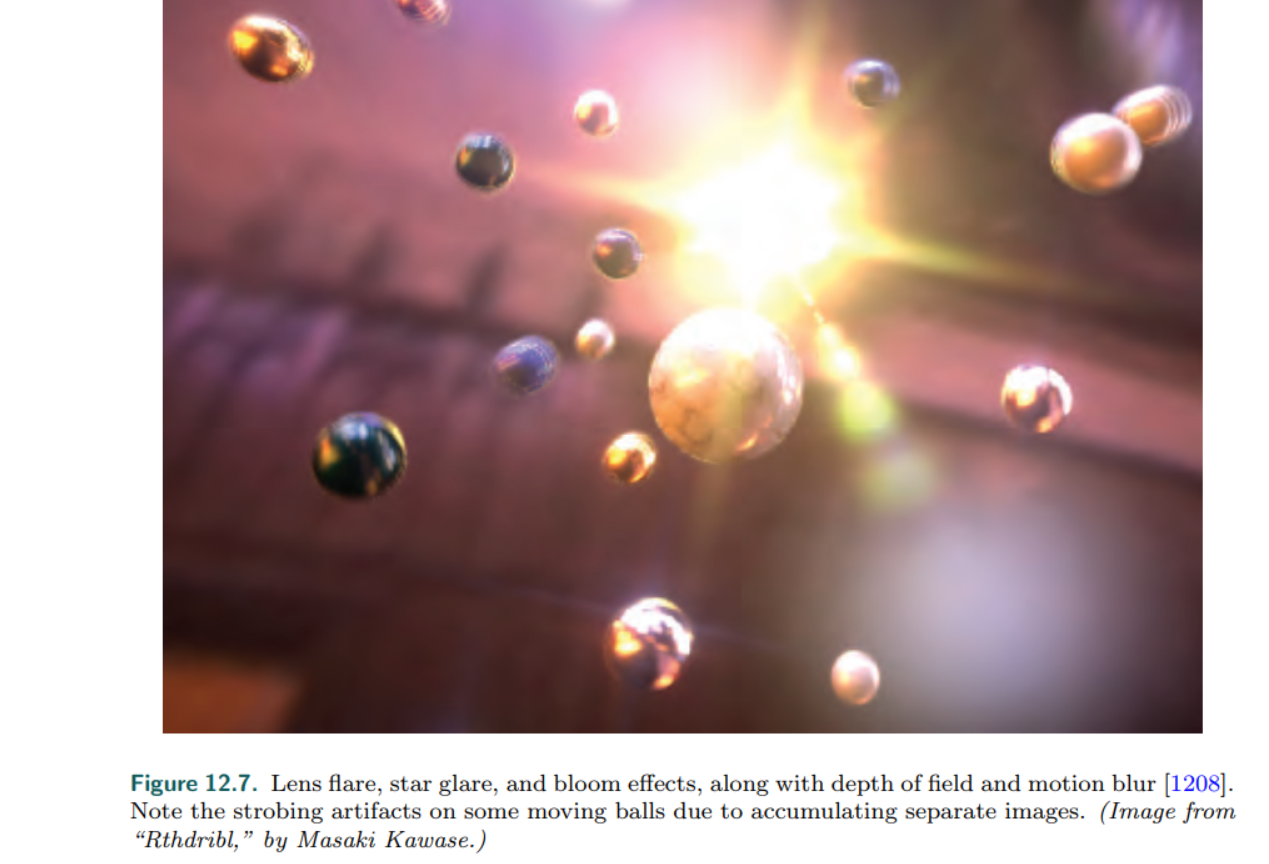 Figure 12.7. Lens flare, star glare, and bloom effects, along with depth of field and motion blur [1208].
Note the strobing artifacts on some moving balls due to accumulating separate images. (Image from
“Rthdribl,” by Masaki Kawase.)